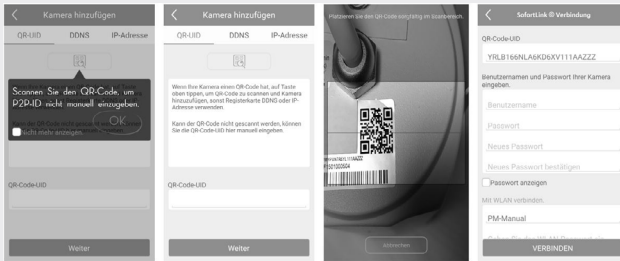 Kamera hinzufügen
QR-UID DDNS IP-Adresse
Scannen Sie den QR-Code, um
P2P-ID nicht manuell einzugeben.
OK
Nicht mehr anzeigen
QR-Code-UID
Weiter
Kamera hinzufügen
QR-UID DDNS IP-Adresse
Wenn Ihre Kamera einen QR-Code hat, auf Taste
oben tippen, um QR-Code zu scannen und Kamera
hinzufügen, sonst Registerkarte DDNS oder IP-
Adresse verwenden.
Kann der QR-Code nicht gescannt werden, können
Sie die QR-Code-UID hier manuell eingeben.
QR-Code-UID
Weiter
Platzieren Sie den QR-Code sorgfältig im Scanbereich.
Abbrechen
SofortLink © Verbindung
QR-Code-UID
YRLB166NLA6KD6XV111AAZZZ
Benutzernamen und Passwort Ihrer Kamera
eingeben.
Benutzername
Passwort
Neues Passwort
Neues Passwort bestätigen
Passwort anzeigen
Mit WLAN verbinden.
PM-Manual
VERBINDEN